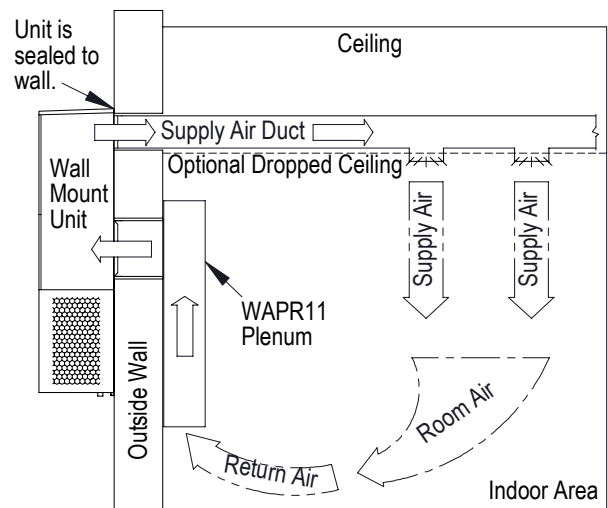 Unit is
sealed to
wall.
Ceiling
Supply Air Duct
Optional Dropped Ceiling
Wall
Mount
Unit
Supply Air
Supply Air
WAPR11
Plenum
Outside Wall
Room Air
Return Air
Indoor Area